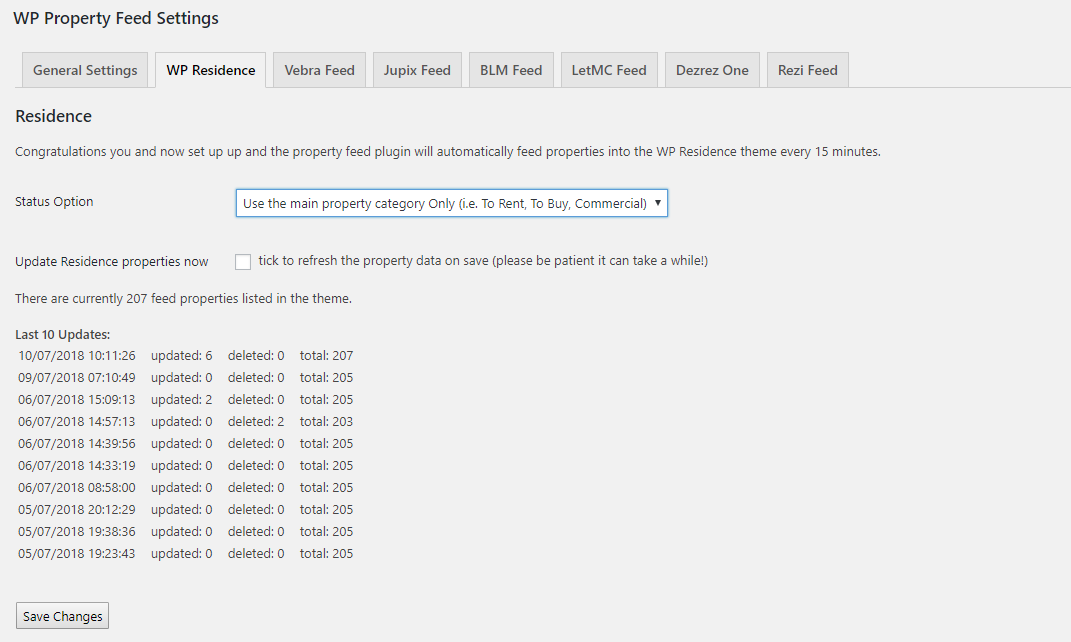 WP Property Feed Settings
General Settings WP Residence Vebra Feed Jupix Feed BLM Feed LetMC Feed Dezrez One Rezi Feed
Residence
Congratulations you and now set up up and the property feed plugin will automatically feed properties into the WP Residence theme every 15 minutes.
Status Option Use the main property category Only (i.e. To Rent, To Buy, Commercial)
Update Residence properties now tick to refresh the property data on save (please be patient it can take a while!)
There are currently 207 feed properties listed in the theme.
Last 10 Updates:
10/07/2018 10:11:26 updated: 6 deleted: 0 total: 207
09/07/2018 07:10:49 updated: 0 deleted: 0 total: 205
06/07/2018 15:09:13 updated: 2 deleted: 0 total: 205
06/07/2018 14:57:13 updated: 0 deleted: 2 total: 203
06/07/2018 14:39:56 updated: 0 deleted: 0 total: 205
06/07/2018 14:33:19 updated: 0 deleted: 0 total: 205
06/07/2018 08:58:00 updated: 0 deleted: 0 total: 205
05/07/2018 20:12:29 updated: 0 deleted: 0 total: 205
05/07/2018 19:38:36 updated: 0 deleted: 0 total: 205
05/07/2018 19:23:43 updated: 0 deleted: 0 total: 205
Save Changes